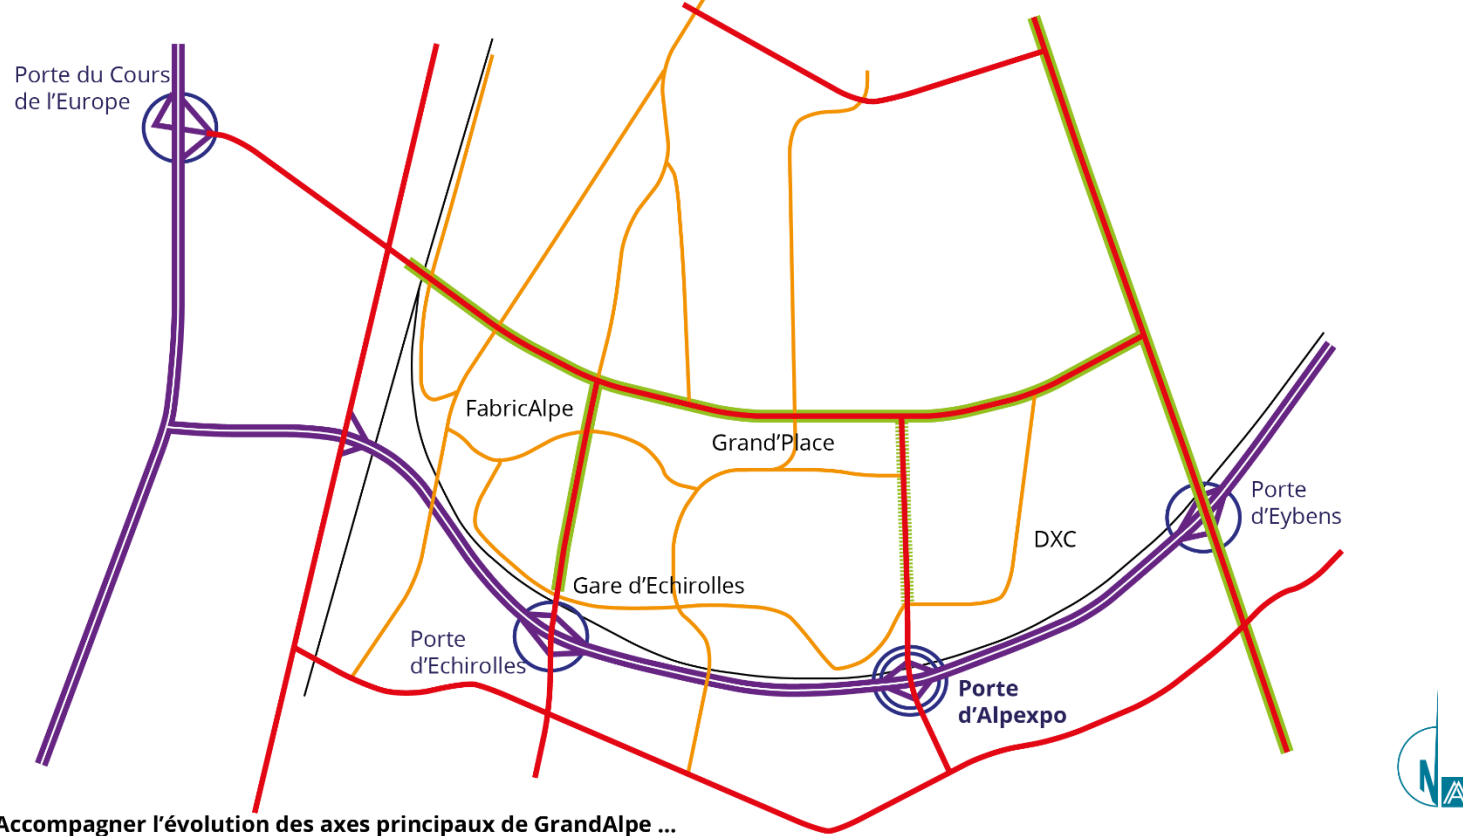 Porte du Cours
de l’Europe
FabricAlpe
Grand’Place
Porte
d’Eybens
DXC
Gare d’Echirolles
Porte
d’Echirolles
Porte
d’Alpexpo
N
Accompagner l’évolution des axes principaux de GrandAlpe ...